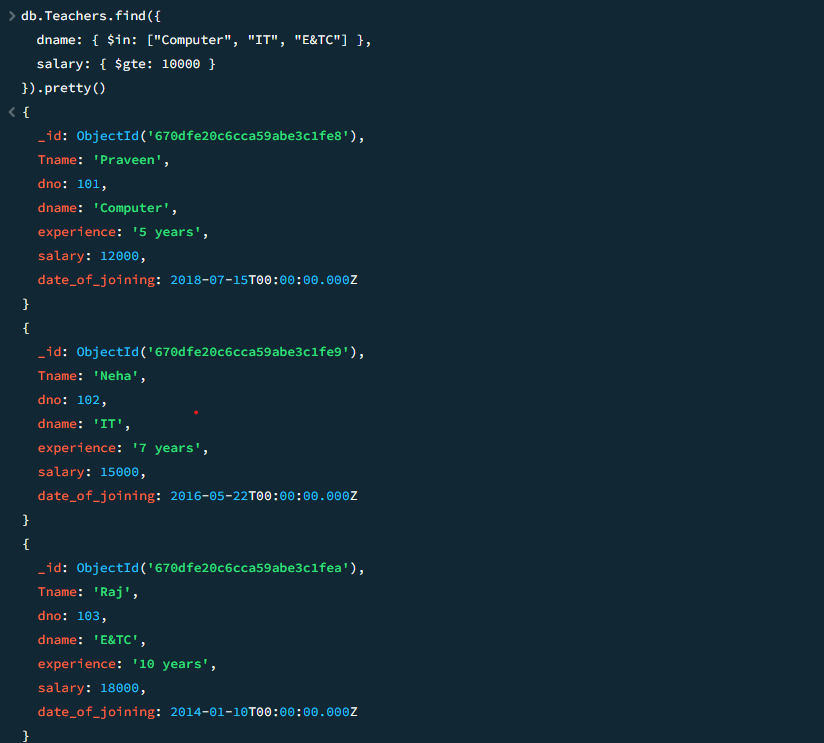 > db.Teachers.find({
dname: { $in: ["Computer", "IT", "E&TC"] },
salary: { $gte: 10000 }
}).pretty()
< {
_id: ObjectId('670dfe20c6cca59abe3c1fe8'),
Tname: 'Praveen',
dno: 101,
dname: 'Computer',
experience: '5 years',
salary: 12000,
date_of_joining: 2018-07-15T00:00:00.000Z
}
{
_id: ObjectId('670dfe20c6cca59abe3c1fe9'),
Tname: 'Neha',
dno: 102,
dname: 'IT',
experience: '7 years',
salary: 15000,
date_of_joining: 2016-05-22T00:00:00.000Z
}
{
_id: ObjectId('670dfe20c6cca59abe3c1fea'),
Tname: 'Raj',
dno: 103,
dname: 'E&TC',
experience: '10 years',
salary: 18000,
date_of_joining: 2014-01-10T00:00:00.000Z
}